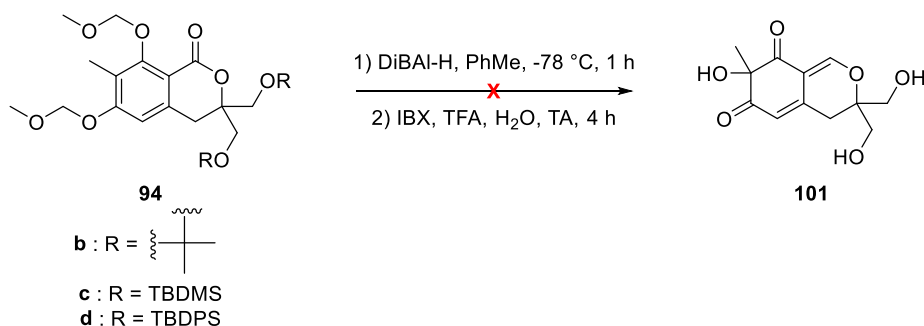 O O O O
O
OR
O
O
RO
94
b : R =
c : R = TBDMS
d : R = TBDPS
1) DiBAl-H, PhMe, -78 °C, 1 h
X
2) IBX, TFA, H₂O, TA, 4 h
O
HO
O
O
OH
HO
101